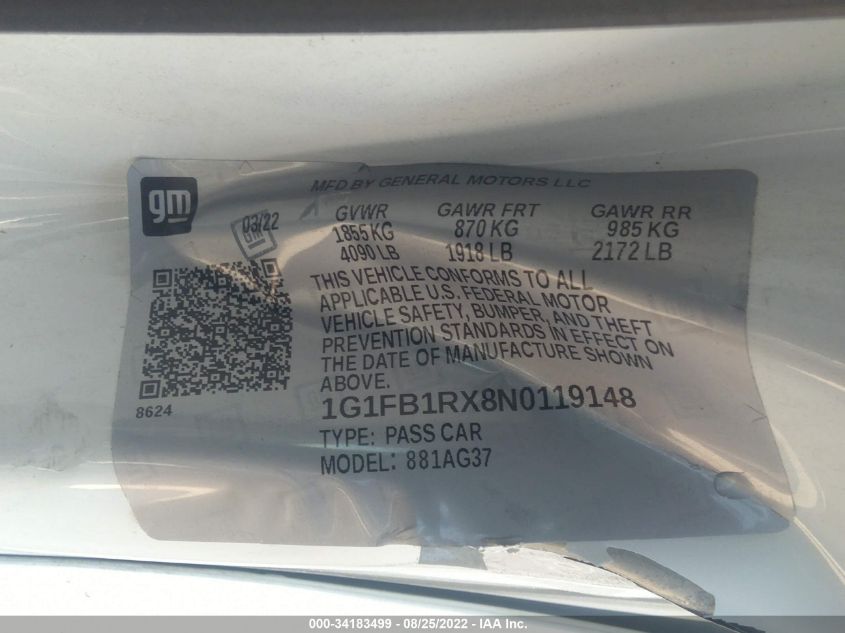 MFD BY GENERAL MOTORS LLC
gm
03/22
GM
GVWR GAWR FRT GAWR RR
1855 KG 870 KG 985 KG
4090 LB 1918 LB 2172 LB
THIS VEHICLE CONFORMS TO ALL
APPLICABLE U.S. FEDERAL MOTOR
VEHICLE SAFETY, BUMPER, AND THEFT
PREVENTION STANDARDS IN EFFECT ON
THE DATE OF MANUFACTURE SHOWN
ABOVE.
8624
1G1FB1RX8N0119148
TYPE: PASS CAR
MODEL: 881AG37
000-34183499 - 08/25/2022 - IAA Inc.